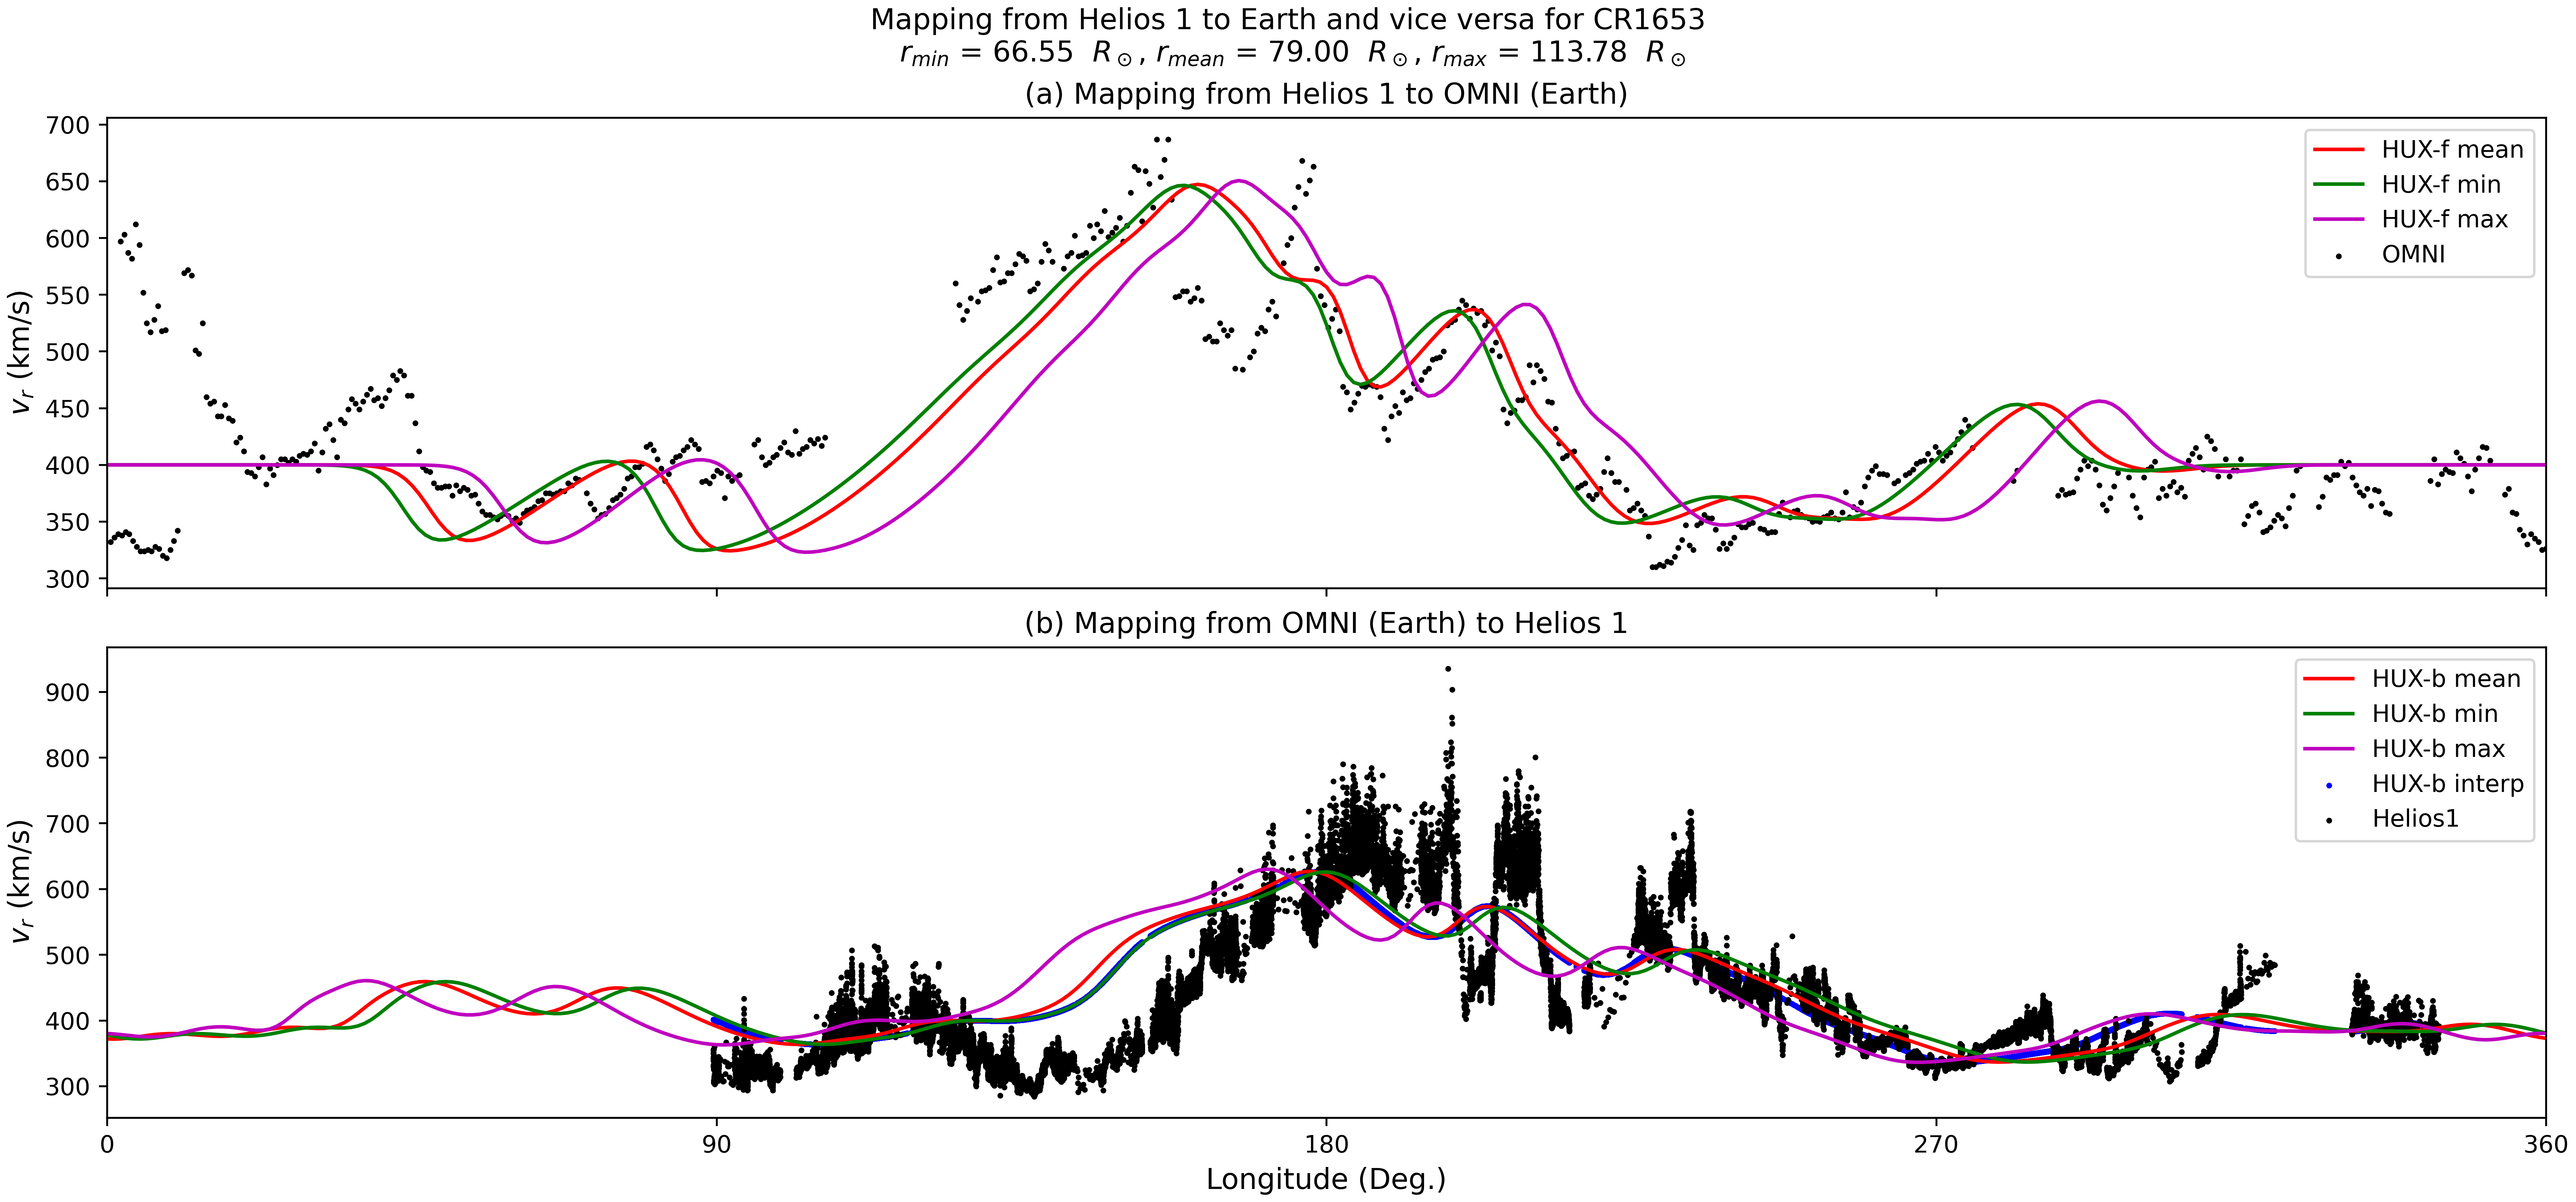 Mapping from Helios 1 to Earth and vice versa for CR1653
r_min = 66.55 R_⊙, r_mean = 79.00 R_⊙, r_max = 113.78 R_⊙
(a) Mapping from Helios 1 to OMNI (Earth)
700
650
600
550
500
450
400
350
300
v_r (km/s)
HUX-f mean
HUX-f min
HUX-f max
OMNI
(b) Mapping from OMNI (Earth) to Helios 1
900
800
700
600
500
400
300
v_r (km/s)
HUX-b mean
HUX-b min
HUX-b max
HUX-b interp
Helios1
0 90 180 270 360
Longitude (Deg.)